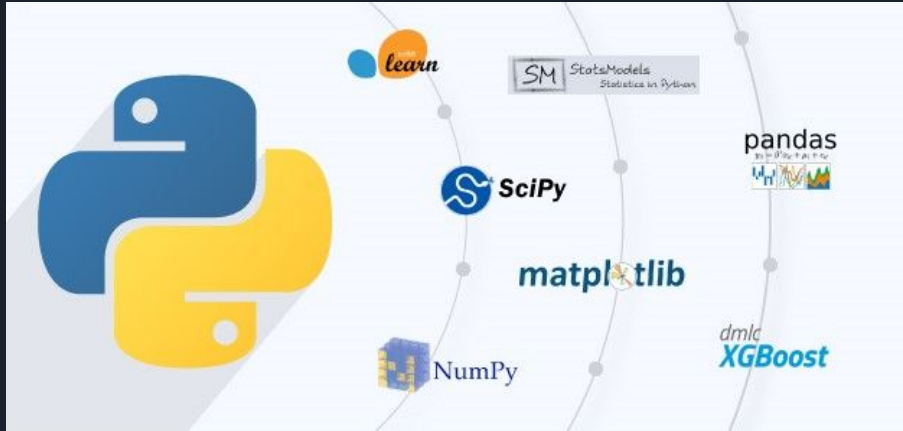 learn
SM StatsModels
Statistics in Python
pandas
SciPy
matplotlib
dmlc
XGBoost
NumPy